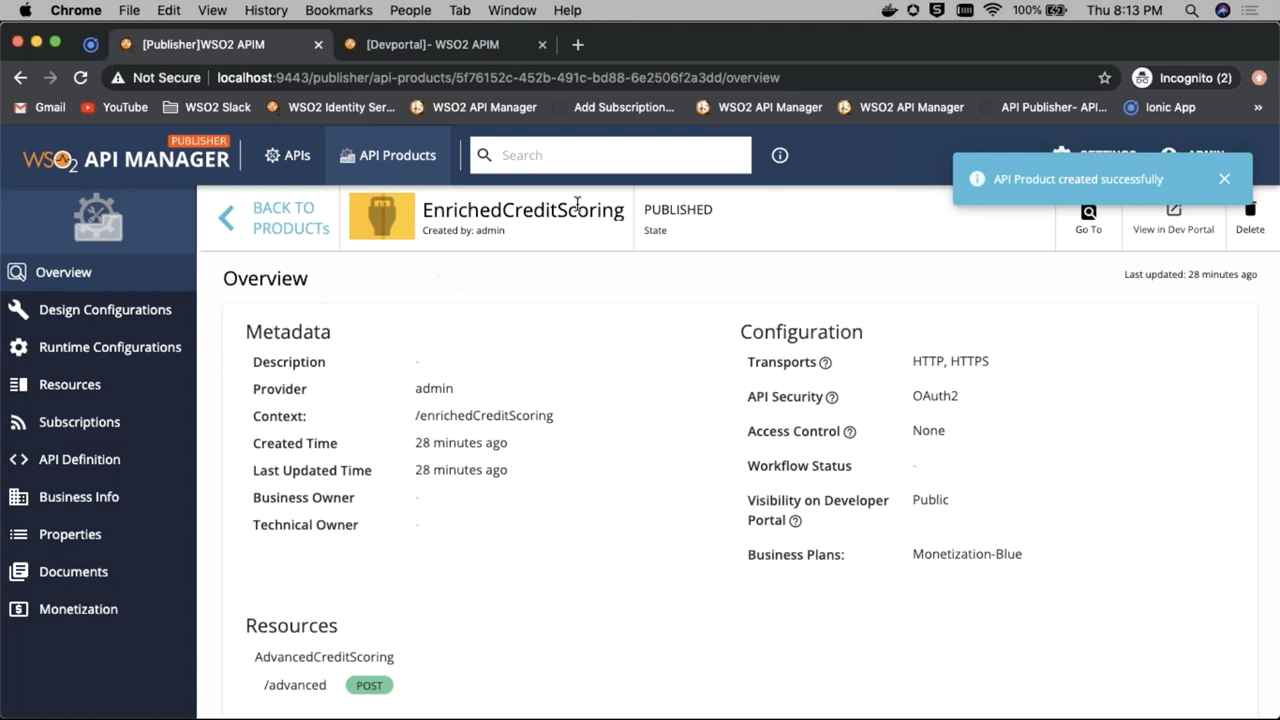 Chrome File Edit View History Bookmarks People Tab Window Help 100% Thu 8:13 PM
[Publisher]WSO2 APIM [Devportal]- WSO2 APIM
Not Secure localhost:9443/publisher/api-products/5f76152c-452b-491c-bd88-6e2506f2a3dd/overview Incognito (2)
Gmail YouTube WSO2 Slack WSO2 Identity Ser... WSO2 API Manager Add Subscription... WSO2 API Manager WSO2 API Manager API Publisher- API... Ionic App »
PUBLISHER
WSO2 API MANAGER APIs API Products Search SETTINGS ADMIN
API Product created successfully
BACK TO PRODUCTs
EnrichedCreditScoring
Created by: admin
PUBLISHED
State
Go To View in Dev Portal Delete
Overview
Design Configurations
Runtime Configurations
Resources
Subscriptions
API Definition
Business Info
Properties
Documents
Monetization
Overview
Last updated: 28 minutes ago
Metadata
Description -
Provider admin
Context: /enrichedCreditScoring
Created Time 28 minutes ago
Last Updated Time 28 minutes ago
Business Owner -
Technical Owner -
Configuration
Transports HTTP, HTTPS
API Security OAuth2
Access Control None
Workflow Status -
Visibility on Developer Public
Portal
Business Plans: Monetization-Blue
Resources
AdvancedCreditScoring
/advanced POST